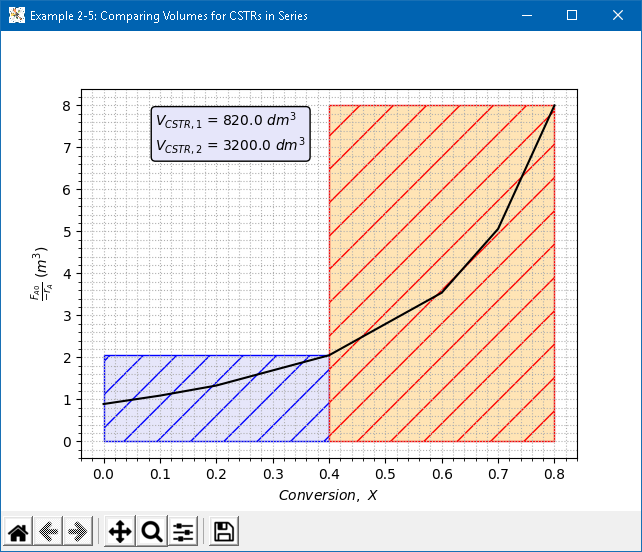 Example 2-5: Comparing Volumes for CSTRs in Series
V_{CSTR,1} = 820.0 dm^3
V_{CSTR,2} = 3200.0 dm^3
8
7
6
5
4
3
2
1
0
F_{A0}/-r_A (m^3)
0.0 0.1 0.2 0.3 0.4 0.5 0.6 0.7 0.8
Conversion, X